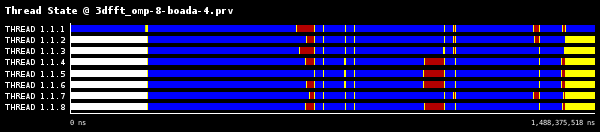 Thread State @ 3dfft_omp-8-boada-4.prv
THREAD 1.1.1
THREAD 1.1.2
THREAD 1.1.3
THREAD 1.1.4
THREAD 1.1.5
THREAD 1.1.6
THREAD 1.1.7
THREAD 1.1.8
0 ns 1,488,375,518 ns